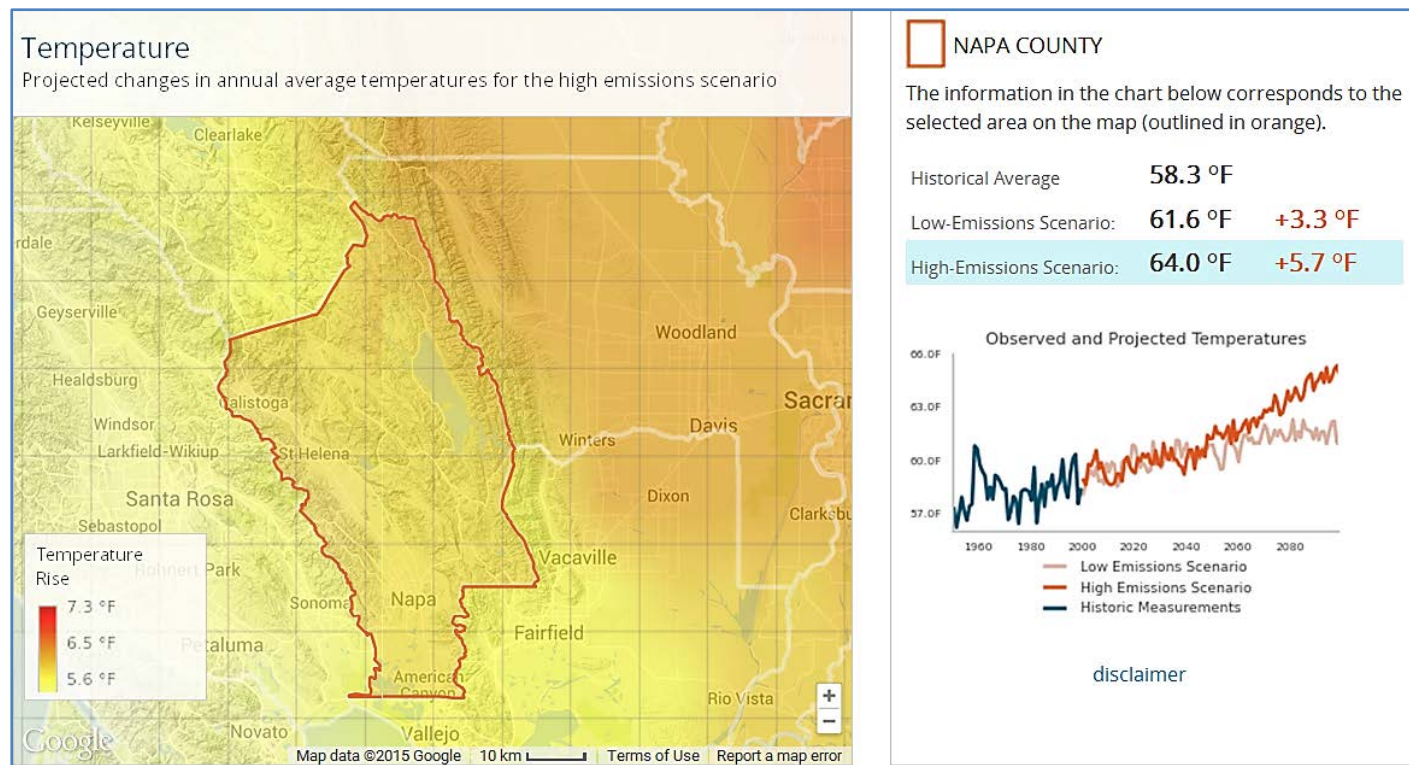 Temperature
Projected changes in annual average temperatures for the high emissions scenario
Kelseyville
Clearlake
rdale
Geyserville
Woodland
Healdsburg
Calistoga
Sacrar
Windsor
Davis
Winters
Larkfield-Wikiup
St Helena
Santa Rosa
Dixon
Clarksbu
Sebastopol
Temperature
Rise
7.3 °F
6.5 °F
5.6 °F
Vacaville
Rohnert Park
Sonoma
Napa
Fairfield
Petaluma
American
Canyon
Rio Vista
+
−
Novato
Vallejo
Google
Map data ©2015 Google 10 km Terms of Use Report a map error
NAPA COUNTY
The information in the chart below corresponds to the
selected area on the map (outlined in orange).
Historical Average 58.3 °F
Low-Emissions Scenario: 61.6 °F +3.3 °F
High-Emissions Scenario: 64.0 °F +5.7 °F
Observed and Projected Temperatures
66.0F
63.0F
60.0F
57.0F
1960 1980 2000 2020 2040 2060 2080
Low Emissions Scenario
High Emissions Scenario
Historic Measurements
disclaimer